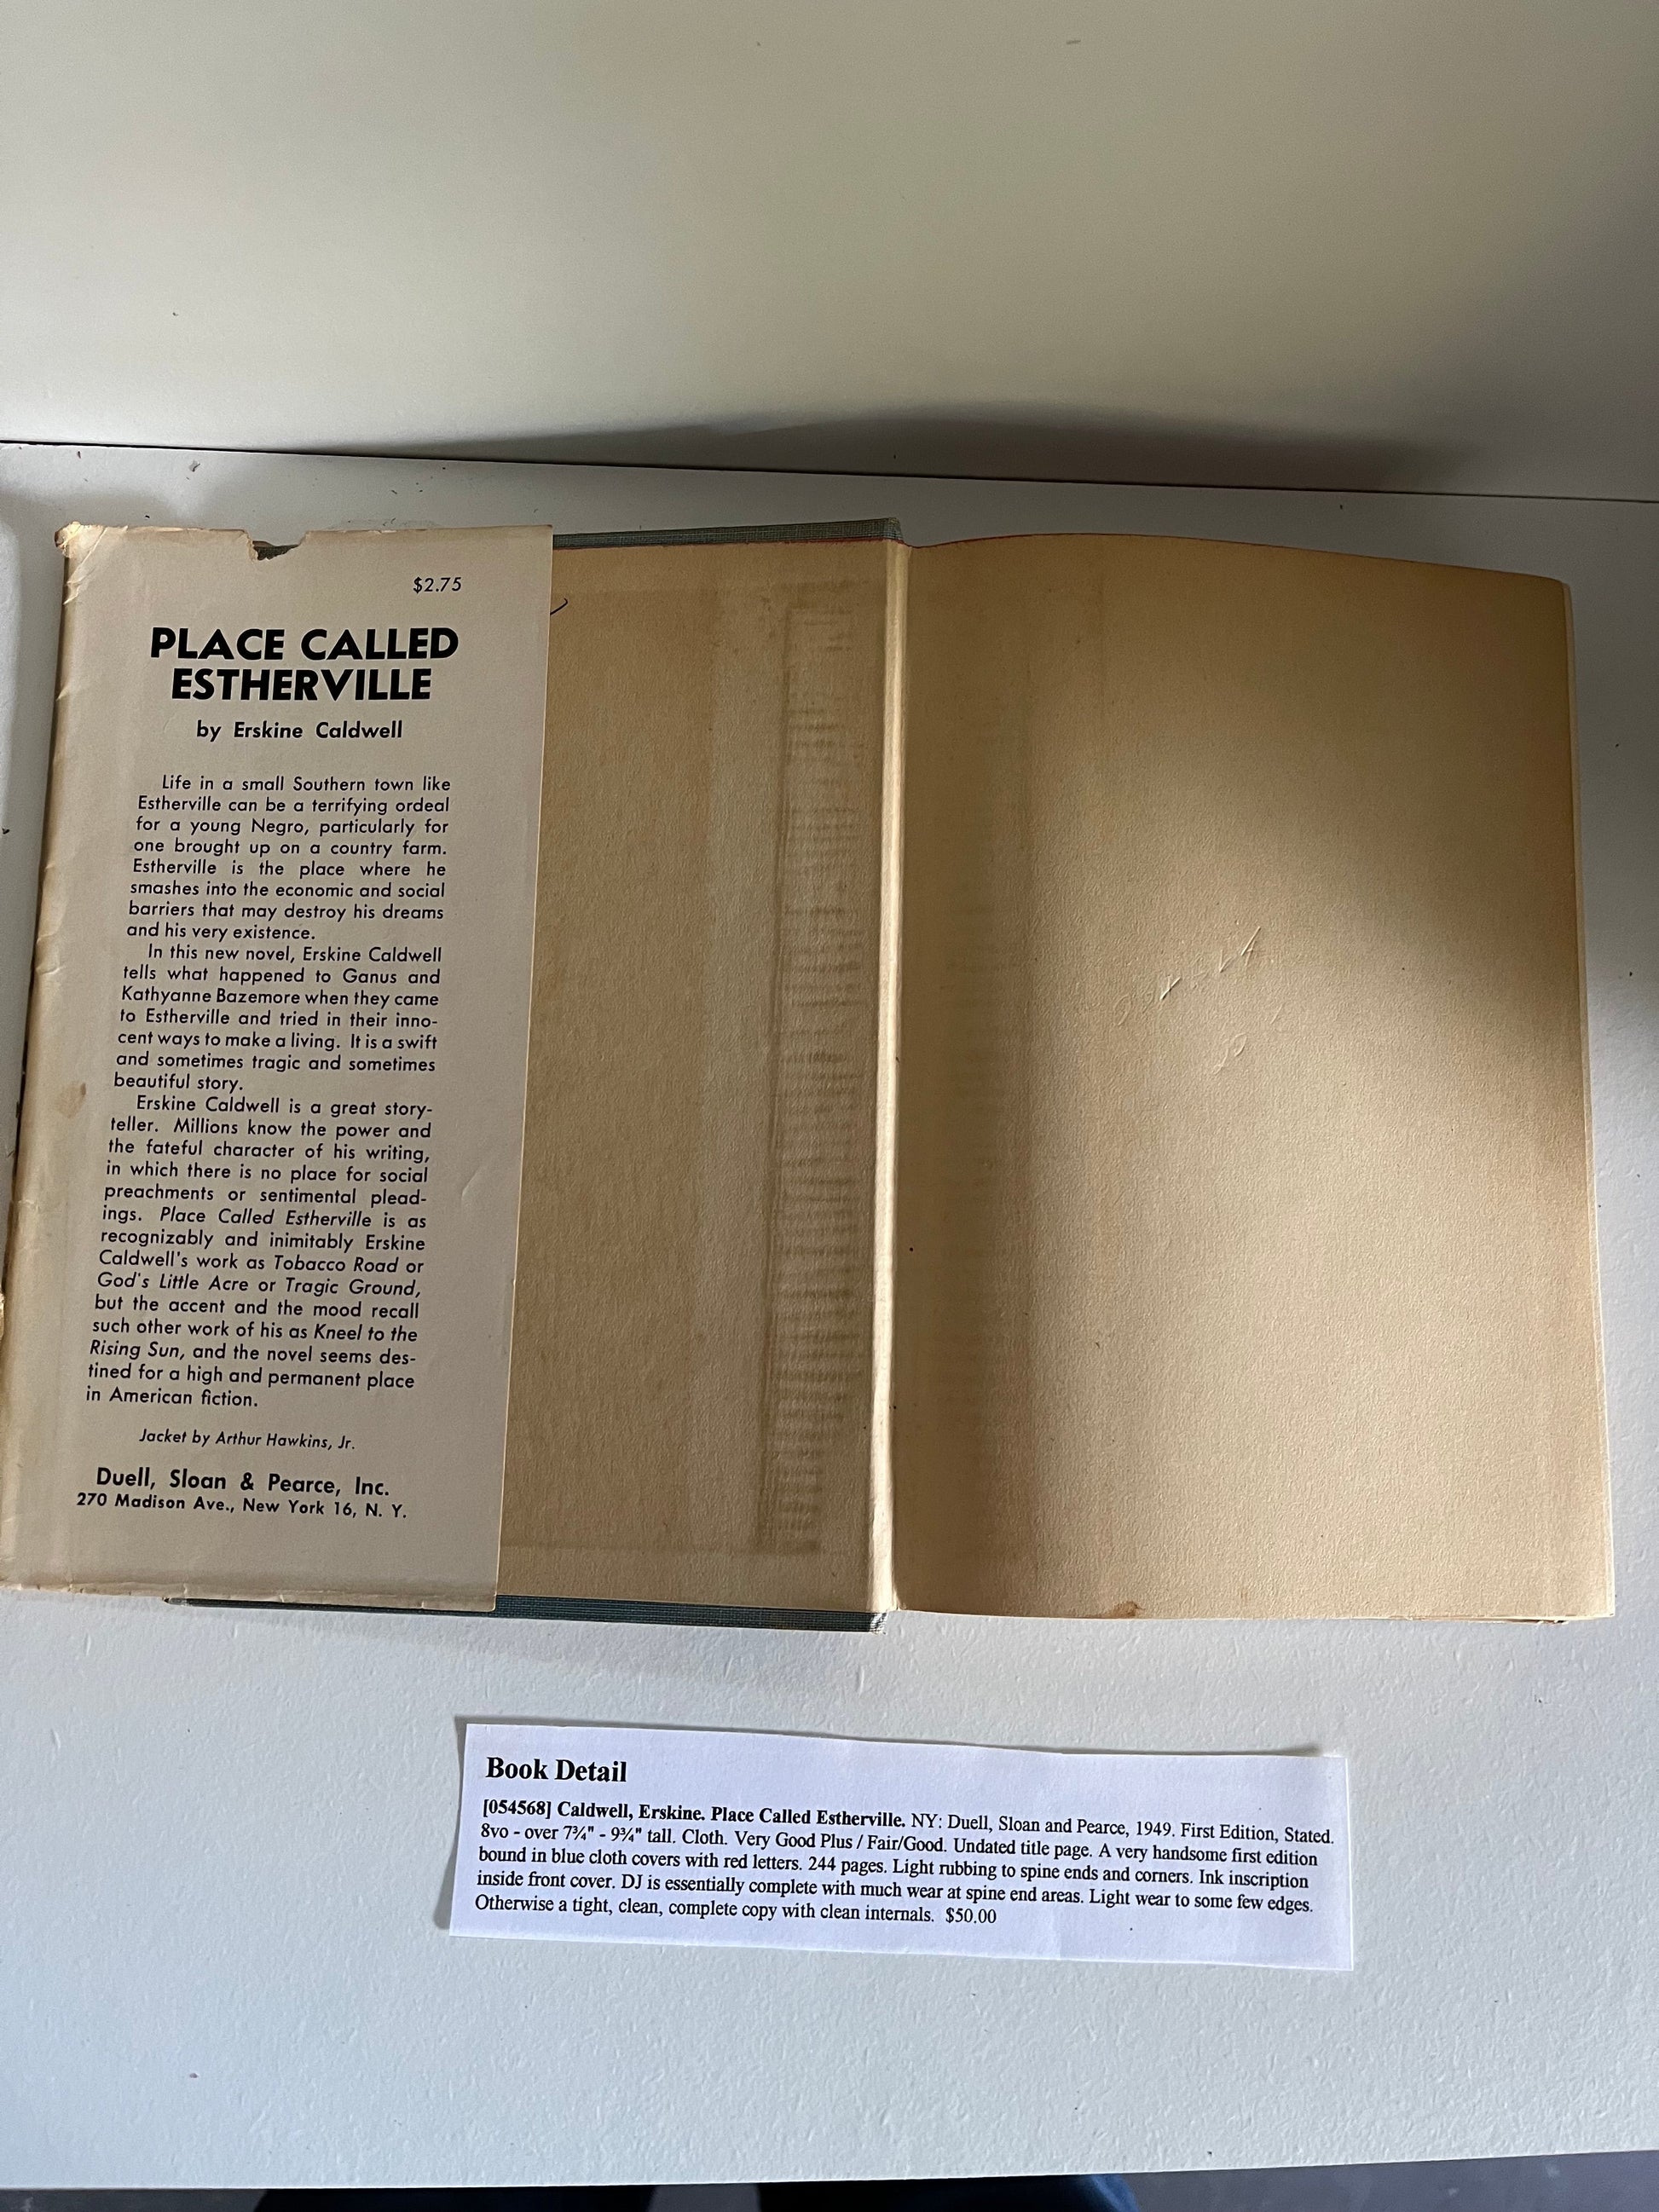 $2.75
PLACE CALLED
ESTHERVILLE
by Erskine Caldwell
Life in a small Southern town like
Estherville can be a terrifying ordeal
for a young Negro, particularly for
one brought up on a country farm.
Estherville is the place where he
smashes into the economic and social
barriers that may destroy his dreams
and his very existence.
In this new novel, Erskine Caldwell
tells what happened to Ganus and
Kathyanne Bazemore when they came
to Estherville and tried in their inno-
cent ways to make a living. It is a swift
and sometimes tragic and sometimes
beautiful story.
Erskine Caldwell is a great story-
teller. Millions know the power and
the fateful character of his writing,
in which there is no place for social
preachments or sentimental plead-
ings. Place Called Estherville is as
recognizably and inimitably Erskine
Caldwell's work as Tobacco Road or
God's Little Acre or Tragic Ground,
but the accent and the mood recall
such other work of his as Kneel to the
Rising Sun, and the novel seems des-
tined for a high and permanent place
in American fiction.
Jacket by Arthur Hawkins, Jr.
Duell, Sloan & Pearce, Inc.
270 Madison Ave., New York 16, N. Y.
Book Detail
[054568] Caldwell, Erskine. Place Called Estherville. NY: Duell, Sloan and Pearce, 1949. First Edition, Stated.
8vo - over 7¾" - 9¾" tall. Cloth. Very Good Plus / Fair/Good. Undated title page. A very handsome first edition
bound in blue cloth covers with red letters. 244 pages. Light rubbing to spine ends and corners. Ink inscription
inside front cover. DJ is essentially complete with much wear at spine end areas. Light wear to some few edges.
Otherwise a tight, clean, complete copy with clean internals. $50.00